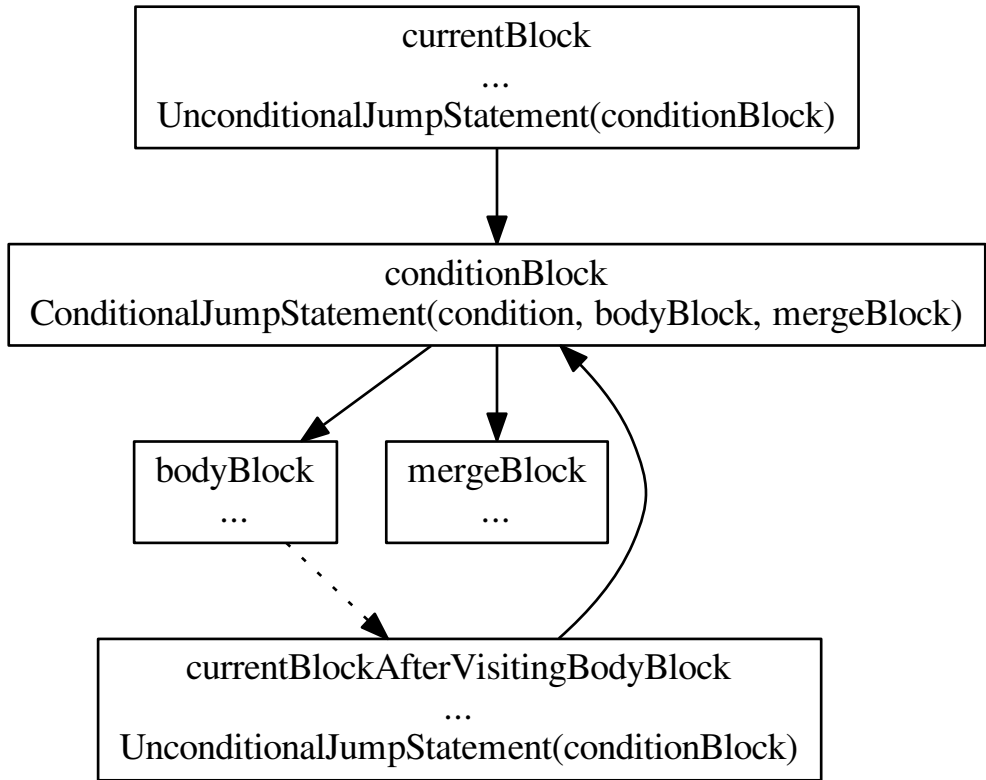 currentBlock
...
UnconditionalJumpStatement(conditionBlock)
conditionBlock
ConditionalJumpStatement(condition, bodyBlock, mergeBlock)
bodyBlock
...
mergeBlock
...
currentBlockAfterVisitingBodyBlock
...
UnconditionalJumpStatement(conditionBlock)